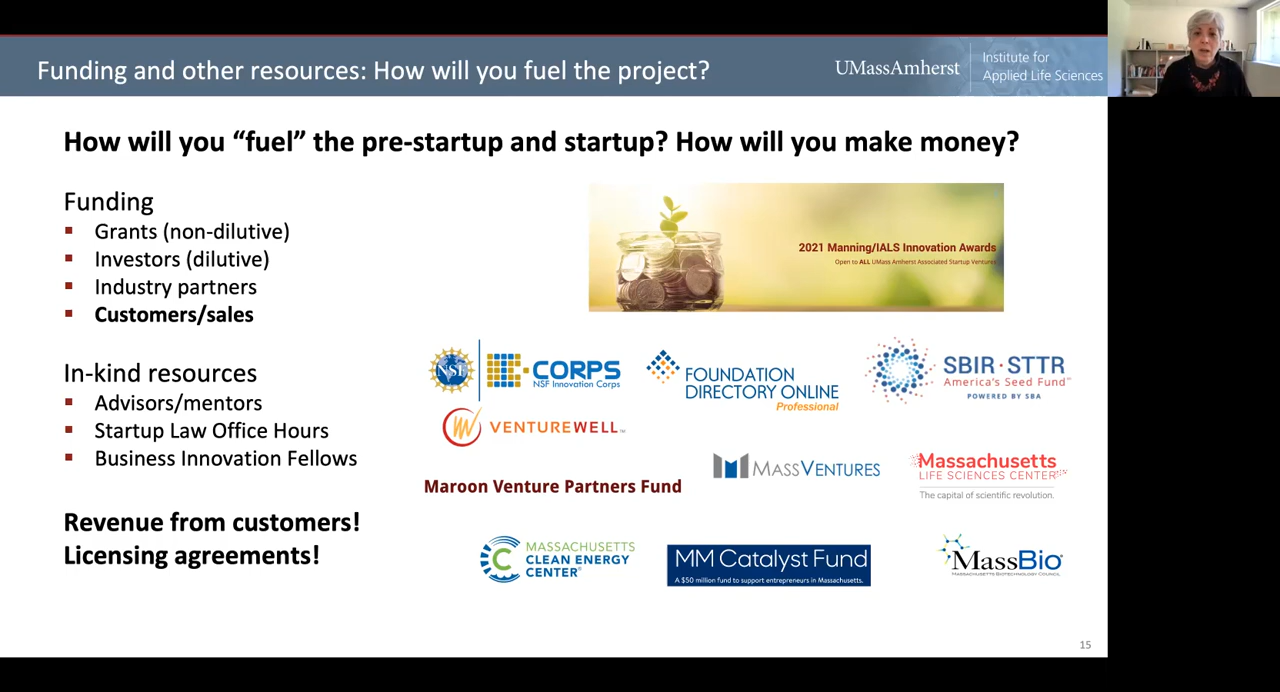 Funding and other resources: How will you fuel the project?
UMassAmherst
Institute for
Applied Life Sciences
How will you “fuel” the pre-startup and startup? How will you make money?
Funding
▪ Grants (non-dilutive)
▪ Investors (dilutive)
▪ Industry partners
▪ Customers/sales
In-kind resources
▪ Advisors/mentors
▪ Startup Law Office Hours
▪ Business Innovation Fellows
Revenue from customers!
Licensing agreements!
2021 Manning/IALS Innovation Awards
Open to ALL UMass Amherst Associated Startup Ventures
NSF
CORPS
NSF Innovation Corps
FOUNDATION
DIRECTORY ONLINE
Professional
SBIR·STTR
America's Seed Fund™
POWERED BY SBA
VENTUREWELL™
Maroon Venture Partners Fund
MASSVENTURES
Massachusetts
LIFE SCIENCES CENTER
The capital of scientific revolution.
MASSACHUSETTS
CLEAN ENERGY
CENTER®
MM Catalyst Fund
A $50 million fund to support entrepreneurs in Massachusetts.
MassBio®
MASSACHUSETTS BIOTECHNOLOGY COUNCIL
15